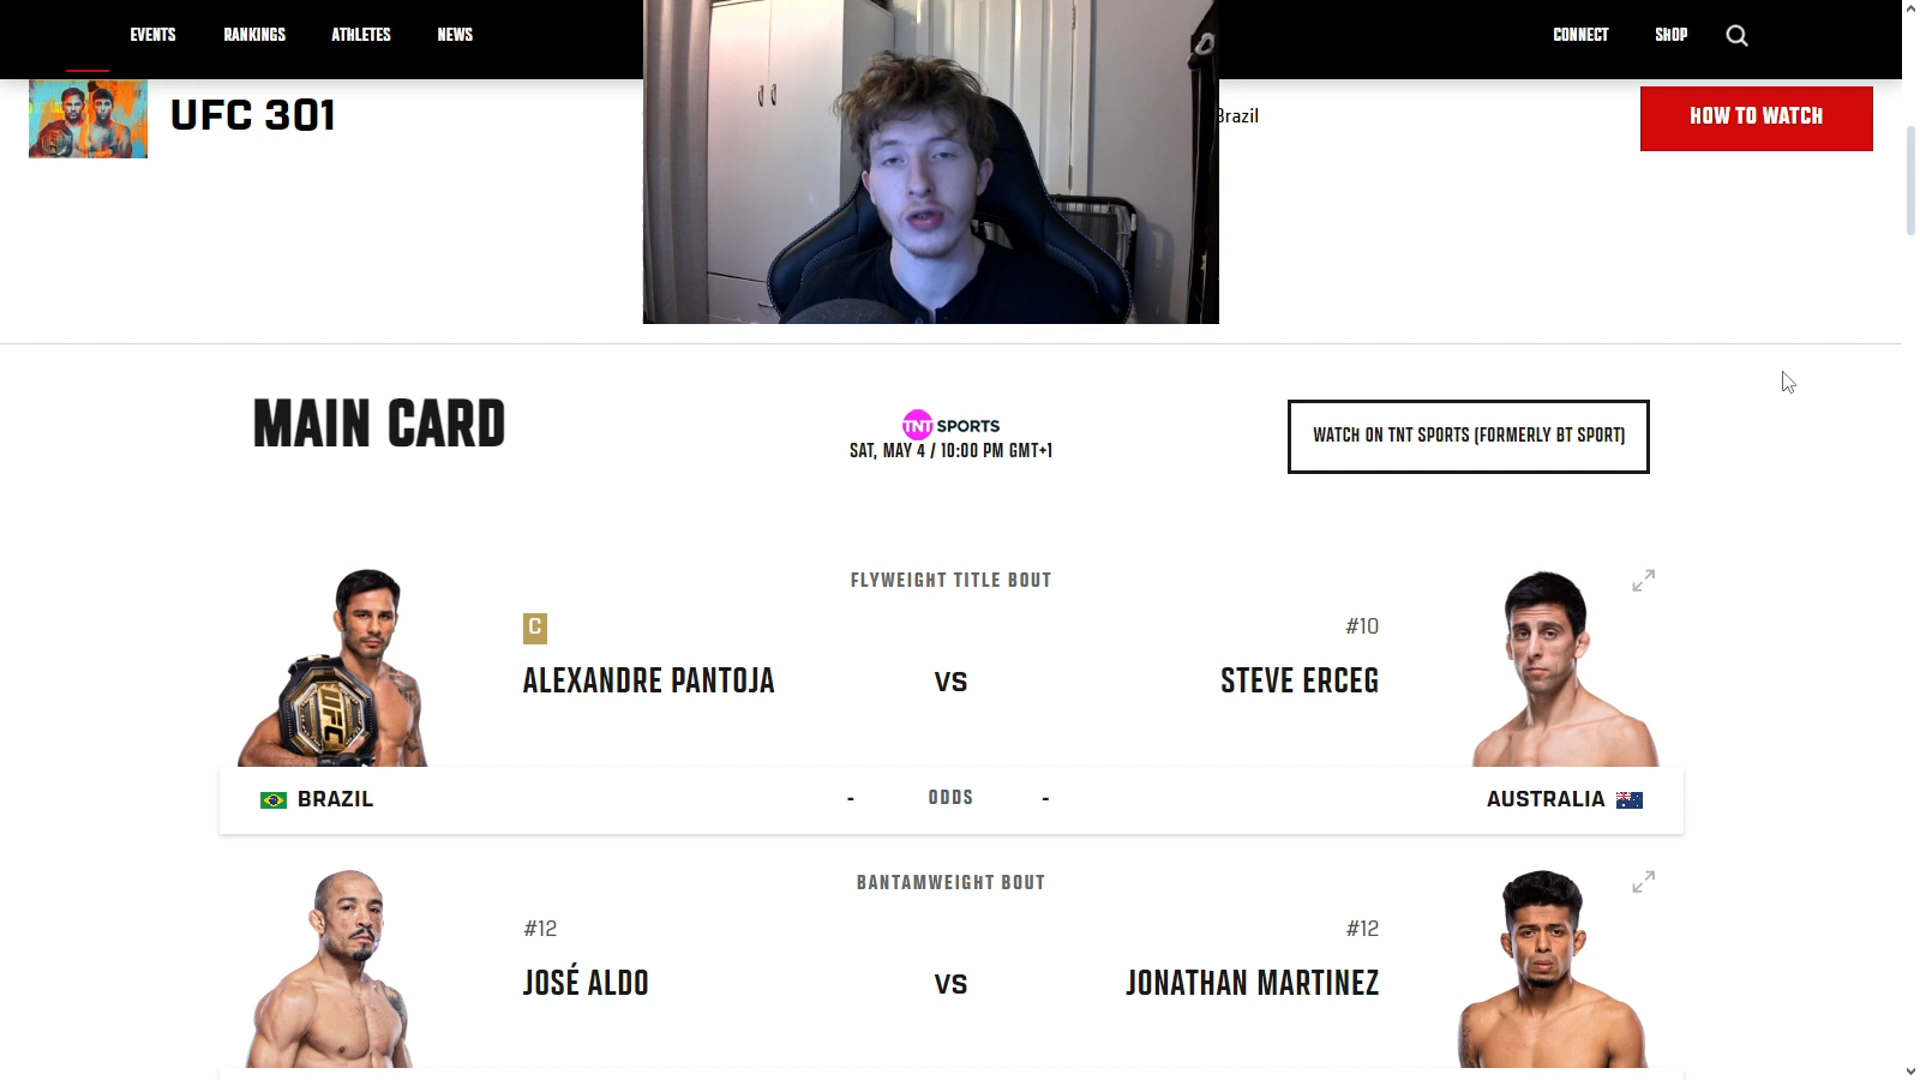 EVENTS RANKINGS ATHLETES NEWS CONNECT SHOP
UFC 301
Brazil
HOW TO WATCH
MAIN CARD
TNT SPORTS
SAT, MAY 4 / 10:00 PM GMT+1
WATCH ON TNT SPORTS (FORMERLY BT SPORT)
FLYWEIGHT TITLE BOUT
C
#10
ALEXANDRE PANTOJA VS STEVE ERCEG
BRAZIL - ODDS - AUSTRALIA
BANTAMWEIGHT BOUT
#12 #12
JOSÉ ALDO VS JONATHAN MARTINEZ